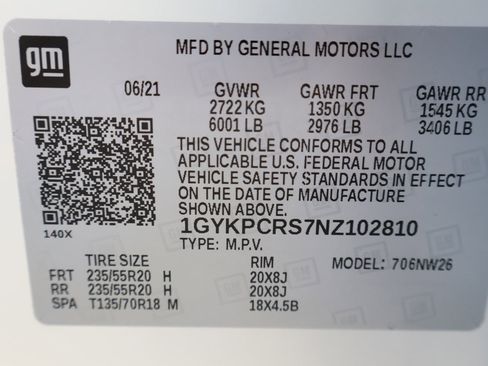 gm
MFD BY GENERAL MOTORS LLC
06/21 GVWR GAWR FRT GAWR RR
2722 KG 1350 KG 1545 KG
6001 LB 2976 LB 3406 LB
THIS VEHICLE CONFORMS TO ALL
APPLICABLE U.S. FEDERAL MOTOR
VEHICLE SAFETY STANDARDS IN EFFECT
ON THE DATE OF MANUFACTURE
SHOWN ABOVE.
140X
1GYKPCRS7NZ102810
TYPE: M.P.V.
TIRE SIZE RIM MODEL: 706NW26
FRT 235/55R20 H 20X8J
RR 235/55R20 H 20X8J
SPA T135/70R18 M 18X4.5B